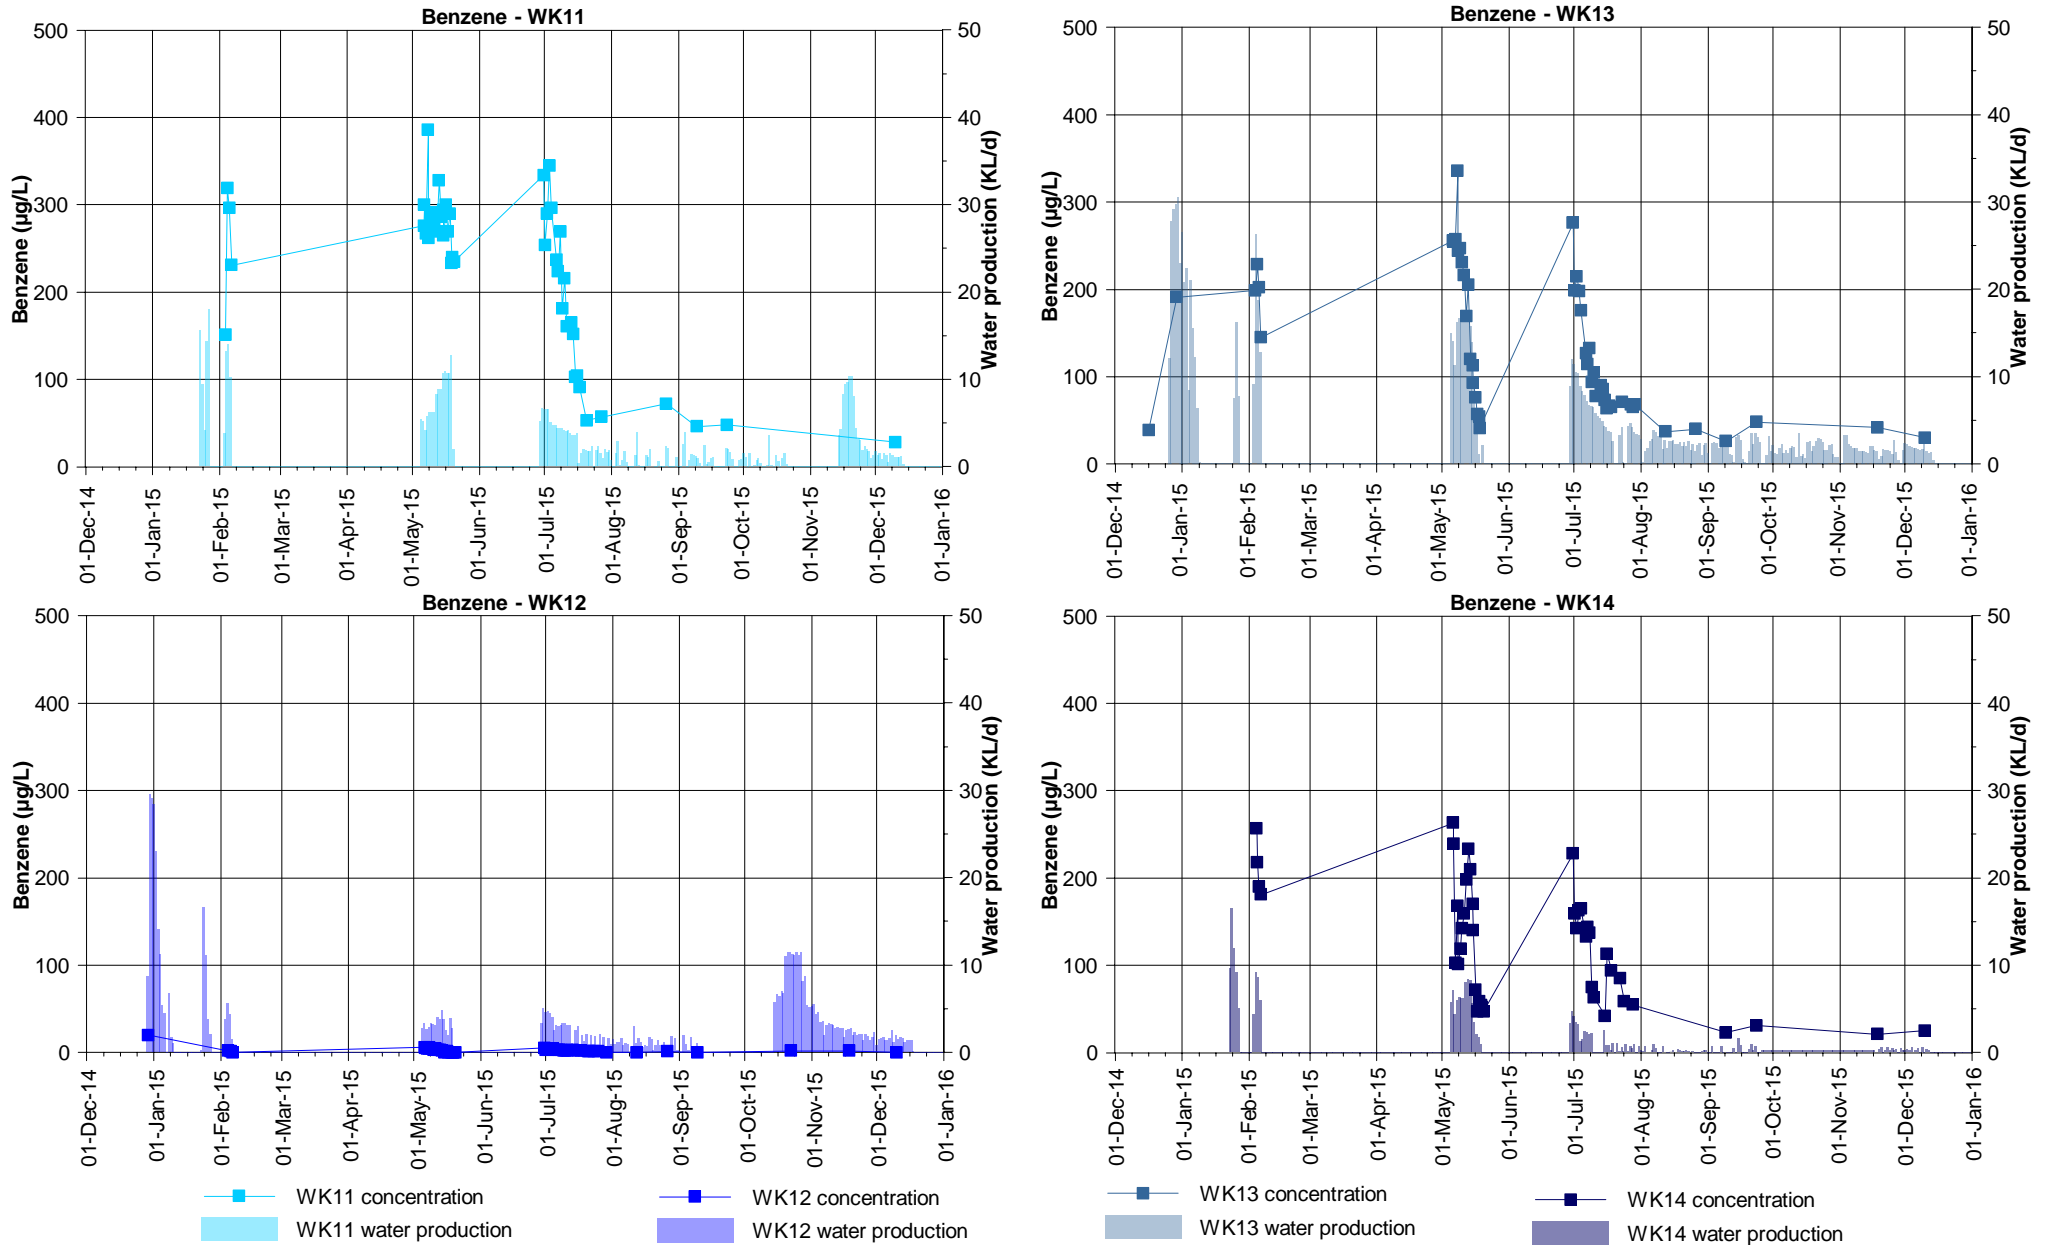 Benzene - WK11
500
400
300
200
100
0
Benzene (µg/L)
50
40
30
20
10
0
Water production (KL/d)
01-Dec-14
01-Jan-15
01-Feb-15
01-Mar-15
01-Apr-15
01-May-15
01-Jun-15
01-Jul-15
01-Aug-15
01-Sep-15
01-Oct-15
01-Nov-15
01-Dec-15
01-Jan-16
Benzene - WK13
500
400
300
200
100
0
Benzene (µg/L)
50
40
30
20
10
0
Water production (KL/d)
01-Dec-14
01-Jan-15
01-Feb-15
01-Mar-15
01-Apr-15
01-May-15
01-Jun-15
01-Jul-15
01-Aug-15
01-Sep-15
01-Oct-15
01-Nov-15
01-Dec-15
01-Jan-16
Benzene - WK12
500
400
300
200
100
0
Benzene (µg/L)
50
40
30
20
10
0
Water production (KL/d)
01-Dec-14
01-Jan-15
01-Feb-15
01-Mar-15
01-Apr-15
01-May-15
01-Jun-15
01-Jul-15
01-Aug-15
01-Sep-15
01-Oct-15
01-Nov-15
01-Dec-15
01-Jan-16
Benzene - WK14
500
400
300
200
100
0
Benzene (µg/L)
50
40
30
20
10
0
Water production (KL/d)
01-Dec-14
01-Jan-15
01-Feb-15
01-Mar-15
01-Apr-15
01-May-15
01-Jun-15
01-Jul-15
01-Aug-15
01-Sep-15
01-Oct-15
01-Nov-15
01-Dec-15
01-Jan-16
WK11 concentration
WK11 water production
WK12 concentration
WK12 water production
WK13 concentration
WK13 water production
WK14 concentration
WK14 water production